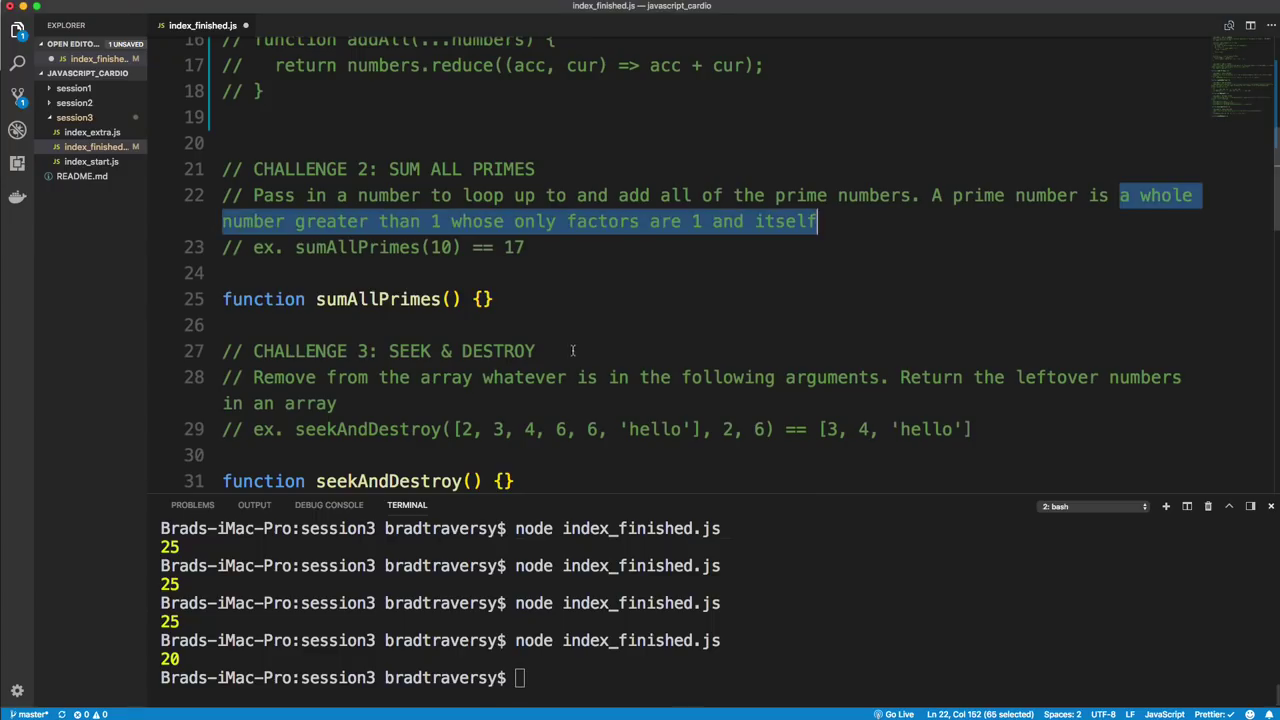 index_finished.js — javascript_cardio
EXPLORER
index_finished.js
OPEN EDITO... 1 UNSAVED
index_finishe... M
JAVASCRIPT_CARDIO
session1
session2
session3
index_extra.js
index_finished... M
index_start.js
README.md
16 // function addAll(...numbers) {
17 //   return numbers.reduce((acc, cur) => acc + cur);
18 // }
19
20
21 // CHALLENGE 2: SUM ALL PRIMES
22 // Pass in a number to loop up to and add all of the prime numbers. A prime number is a whole
number greater than 1 whose only factors are 1 and itself
23 // ex. sumAllPrimes(10) == 17
24
25 function sumAllPrimes() {}
26
27 // CHALLENGE 3: SEEK & DESTROY
28 // Remove from the array whatever is in the following arguments. Return the leftover numbers
in an array
29 // ex. seekAndDestroy([2, 3, 4, 6, 6, 'hello'], 2, 6) == [3, 4, 'hello']
30
31 function seekAndDestroy() {}
PROBLEMS OUTPUT DEBUG CONSOLE TERMINAL 2: bash
Brads-iMac-Pro:session3 bradtraversy$ node index_finished.js
25
Brads-iMac-Pro:session3 bradtraversy$ node index_finished.js
25
Brads-iMac-Pro:session3 bradtraversy$ node index_finished.js
25
Brads-iMac-Pro:session3 bradtraversy$ node index_finished.js
20
Brads-iMac-Pro:session3 bradtraversy$
master* 0 0 Go Live Ln 22, Col 152 (65 selected) Spaces: 2 UTF-8 LF JavaScript Prettier: ✓